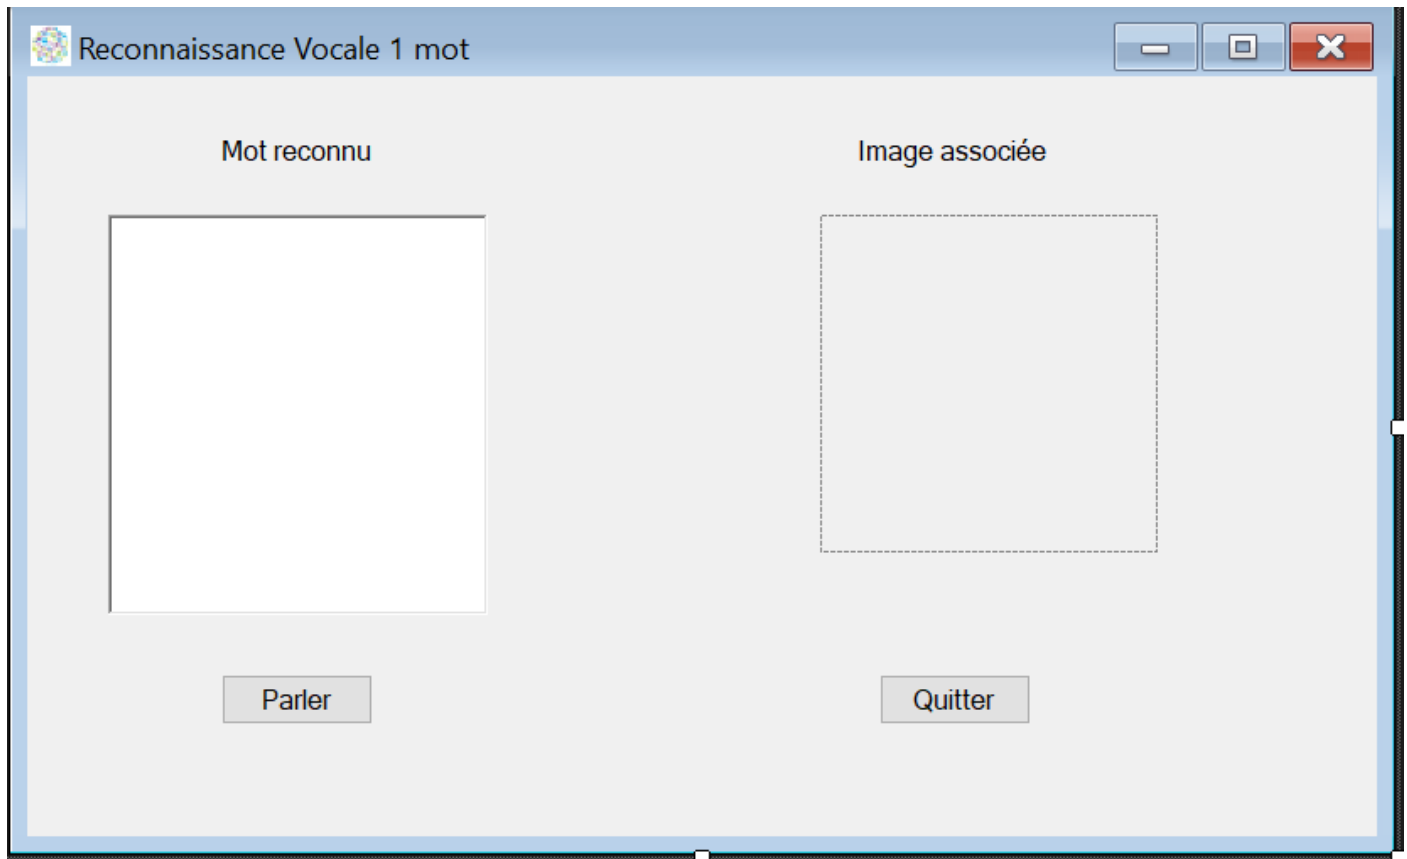 Reconnaissance Vocale 1 mot
Mot reconnu
Image associée
Parler
Quitter